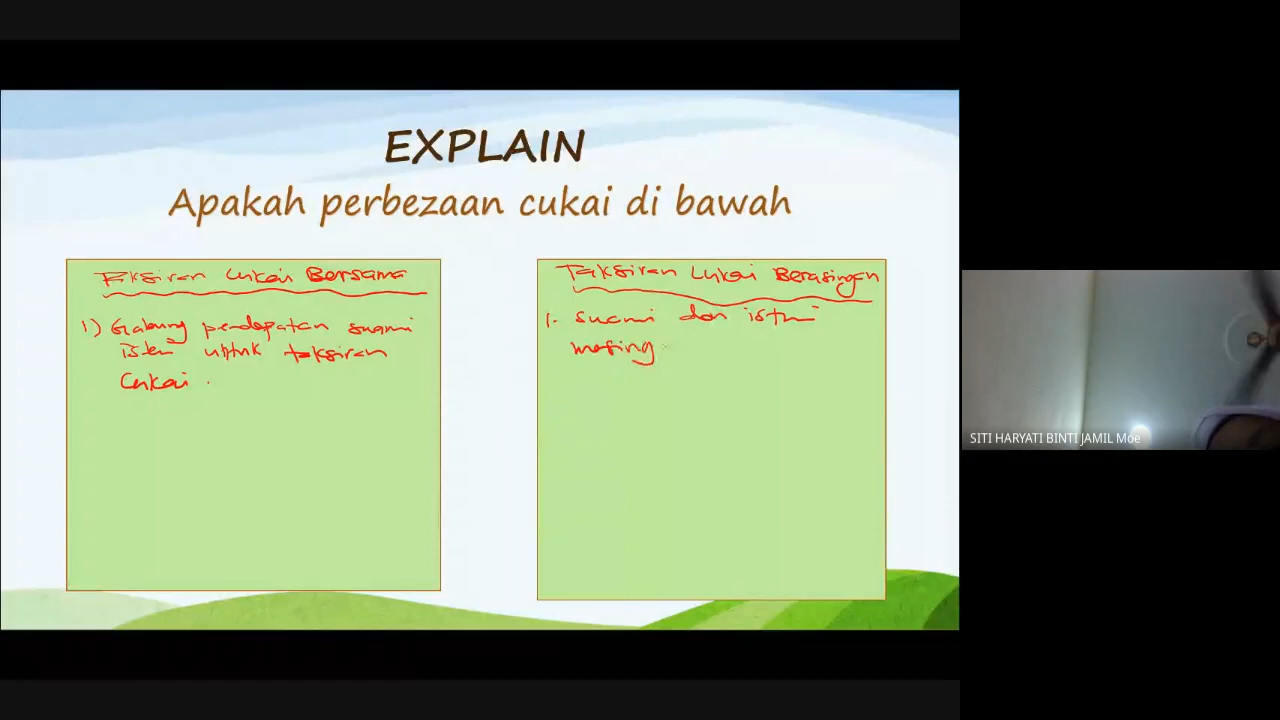 EXPLAIN
Apakah perbezaan cukai di bawah
Taksiran Cukai Bersama
1) Gabung pendapatan suami
isteri untuk taksiran
Cukai.
Taksiran Cukai Berasingan
1. suami dan isteri
masing
SITI HARYATI BINTI JAMIL Moe